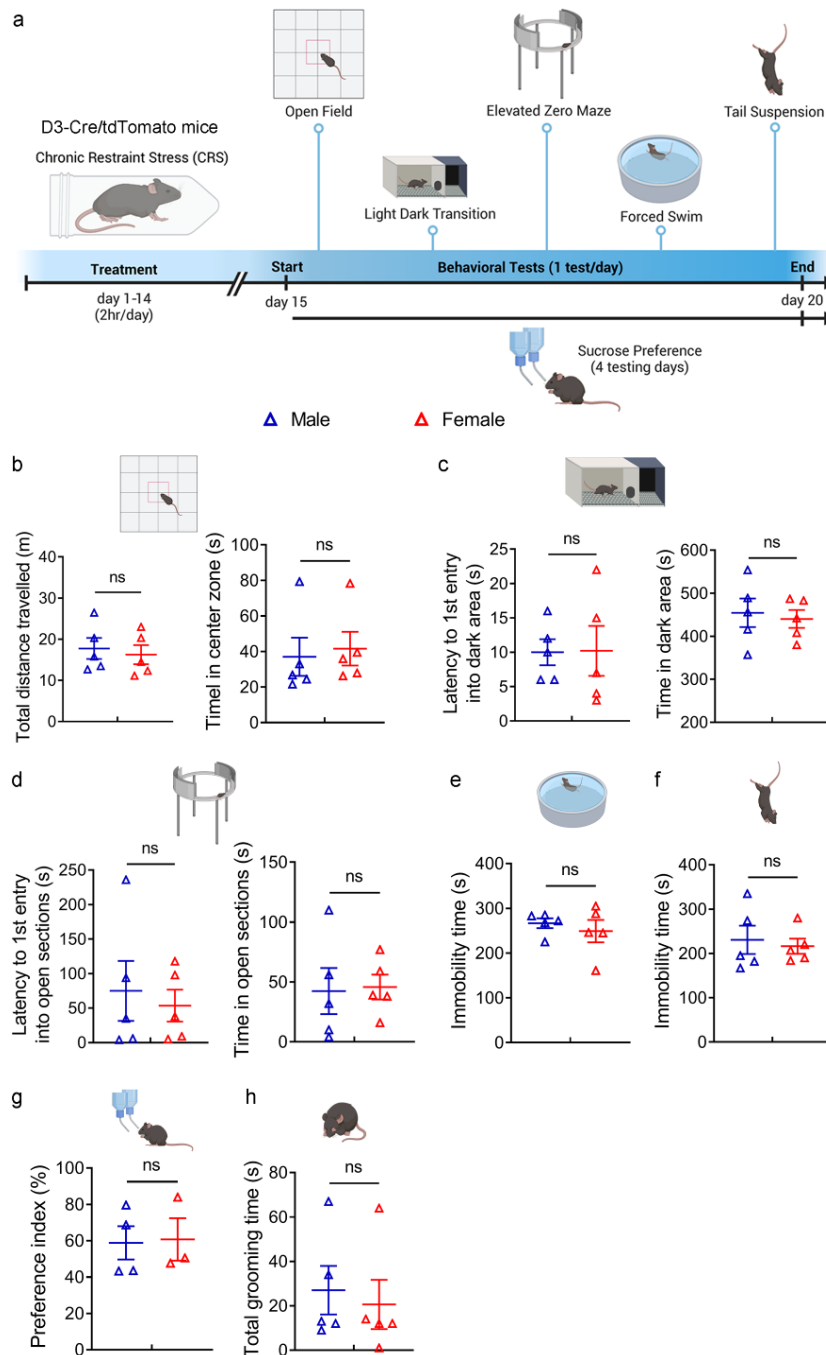 a
Open Field
Elevated Zero Maze
Tail Suspension
D3-Cre/tdTomato mice
Chronic Restraint Stress (CRS)
Light Dark Transition
Forced Swim
Treatment
Start
Behavioral Tests (1 test/day)
End
day 1-14
(2hr/day)
day 15
day 20
Sucrose Preference
(4 testing days)
Male
Female
b
Total distance travelled (m)
40
30
20
10
0
ns
Timel in center zone (s)
100
80
60
40
20
0
ns
c
Latency to 1st entry
into dark area (s)
25
20
15
10
5
0
ns
Time in dark area (s)
600
500
400
300
200
ns
d
Latency to 1st entry
into open sections (s)
250
200
150
100
50
0
ns
Time in open sections (s)
150
100
50
0
ns
e
Immobility time (s)
400
300
200
100
0
ns
f
Immobility time (s)
400
300
200
100
0
ns
g
Preference index (%)
100
80
60
40
20
0
ns
h
Total grooming time (s)
80
60
40
20
0
ns